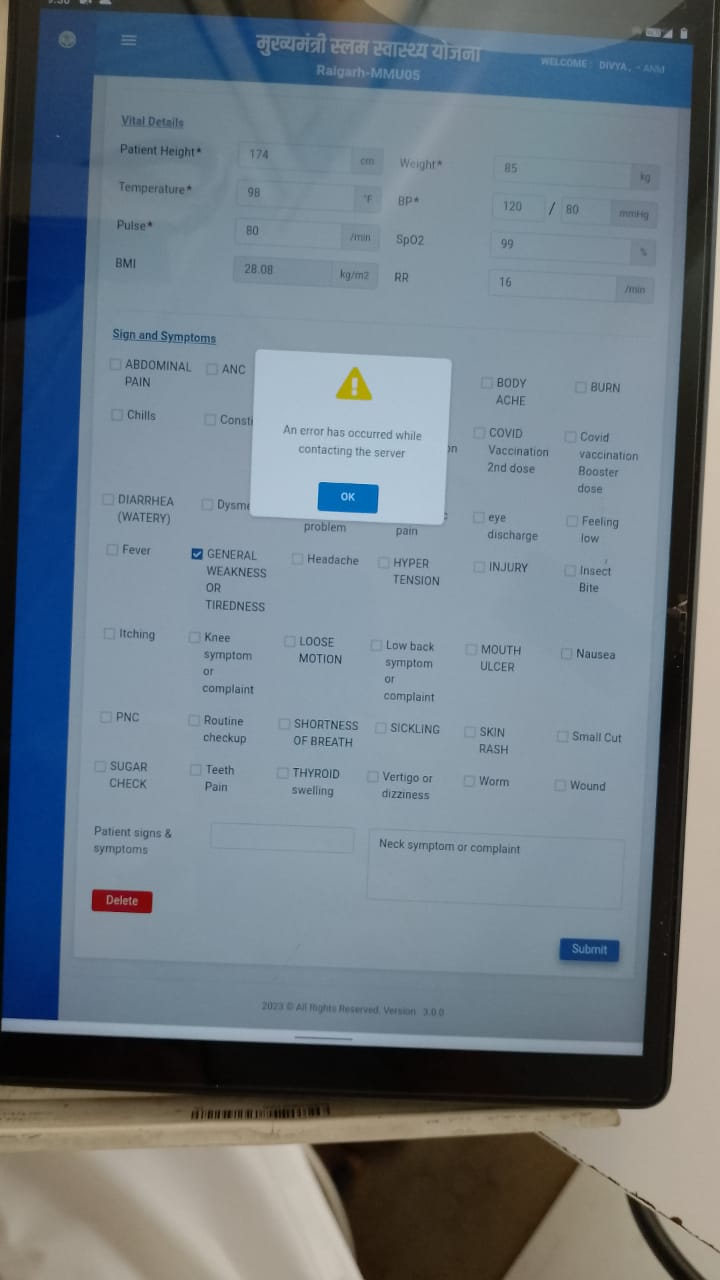 9:30
मुख्यमंत्री स्लम स्वास्थ्य योजना
Raigarh-MMU05
WELCOME : DIVYA , - ANM
Vital Details
Patient Height* 174 cm Weight* 85 kg
Temperature* 98 °F BP* 120 / 80 mmHg
Pulse* 80 /min SpO2 99 %
BMI 28.08 kg/m2 RR 16 /min
Sign and Symptoms
ABDOMINAL PAIN
ANC
BODY ACHE
BURN
Chills
COVID Vaccination 2nd dose
Covid vaccination Booster dose
DIARRHEA (WATERY)
problem
pain
eye discharge
Feeling low
Fever
GENERAL WEAKNESS OR TIREDNESS
Headache
HYPER TENSION
INJURY
Insect Bite
Itching
Knee symptom or complaint
LOOSE MOTION
Low back symptom or complaint
MOUTH ULCER
Nausea
PNC
Routine checkup
SHORTNESS OF BREATH
SICKLING
SKIN RASH
Small Cut
SUGAR CHECK
Teeth Pain
THYROID swelling
Vertigo or dizziness
Worm
Wound
An error has occurred while
contacting the server
OK
Patient signs & symptoms
Neck symptom or complaint
Delete
Submit
2023 © All Rights Reserved. Version 3.0.0